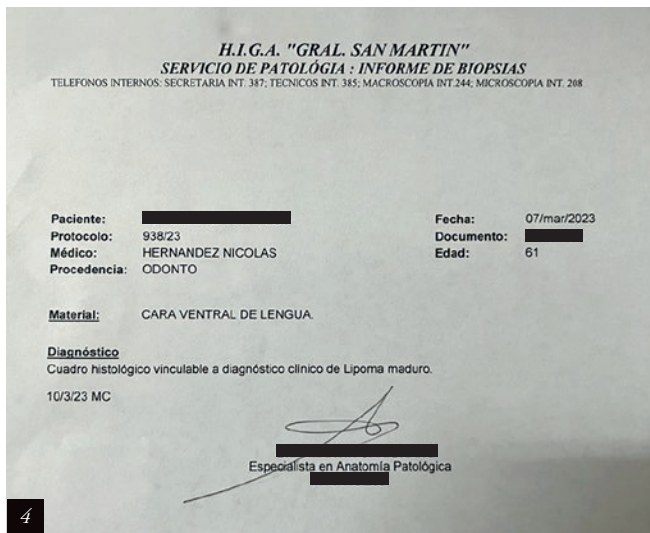 H.I.G.A. "GRAL. SAN MARTIN"
SERVICIO DE PATOLÓGIA : INFORME DE BIOPSIAS
TELEFONOS INTERNOS: SECRETARIA INT. 387; TECNICOS INT. 385; MACROSCOPIA INT.244; MICROSCOPIA INT. 208
Paciente:
Fecha: 07/mar/2023
Protocolo: 938/23
Documento:
Médico: HERNANDEZ NICOLAS
Edad: 61
Procedencia: ODONTO
Material: CARA VENTRAL DE LENGUA.
Diagnóstico
Cuadro histológico vinculable a diagnóstico clínico de Lipoma maduro.
10/3/23 MC
Especialista en Anatomía Patológica
4